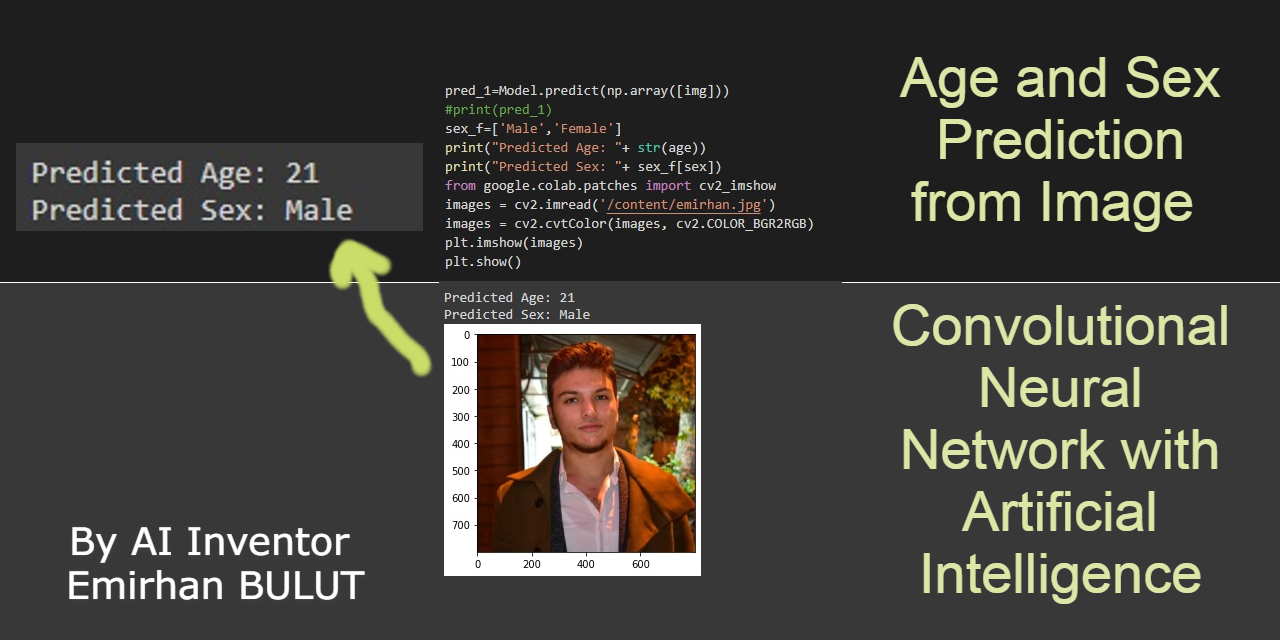 Predicted Age: 21
Predicted Sex: Male
pred_1=Model.predict(np.array([img]))
#print(pred_1)
sex_f=['Male','Female']
print("Predicted Age: "+ str(age))
print("Predicted Sex: "+ sex_f[sex])
from google.colab.patches import cv2_imshow
images = cv2.imread('/content/emirhan.jpg')
images = cv2.cvtColor(images, cv2.COLOR_BGR2RGB)
plt.imshow(images)
plt.show()
Age and Sex
Prediction
from Image
Predicted Age: 21
Predicted Sex: Male
0
100
200
300
400
500
600
700
0 200 400 600
By AI Inventor
Emirhan BULUT
Convolutional
Neural
Network with
Artificial
Intelligence